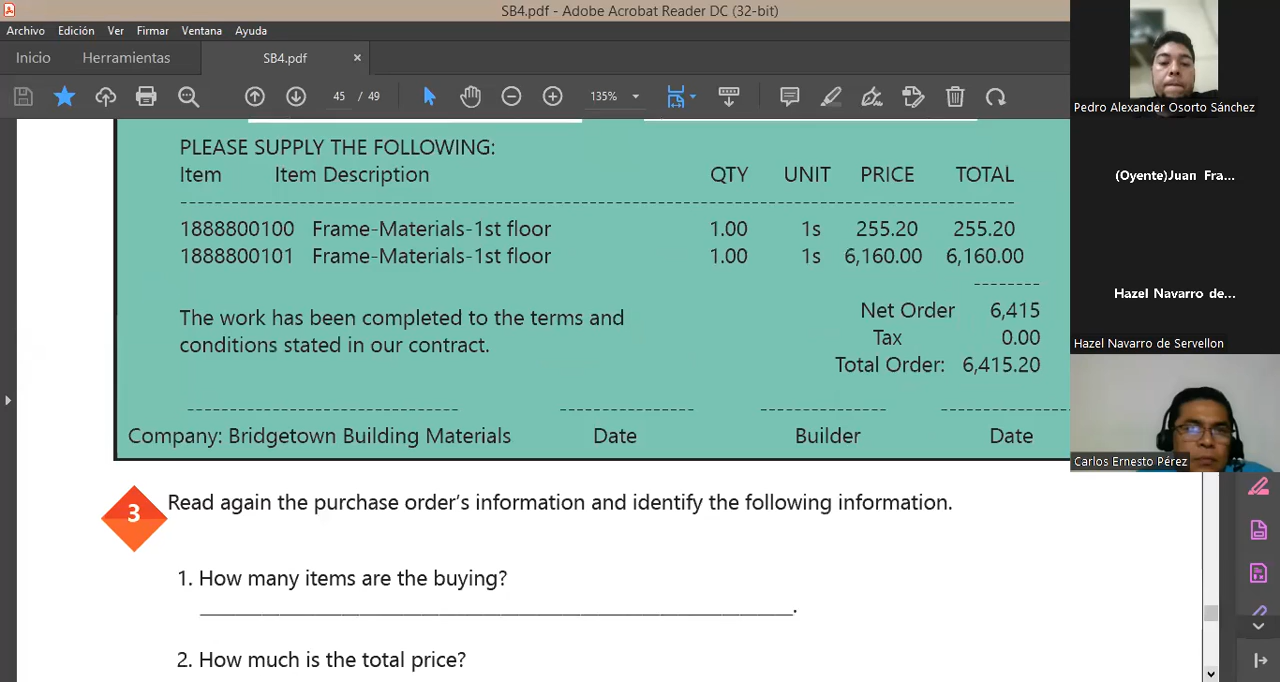 SB4.pdf - Adobe Acrobat Reader DC (32-bit)
Archivo Edición Ver Firmar Ventana Ayuda
Inicio Herramientas SB4.pdf ×
45 / 49 135%
PLEASE SUPPLY THE FOLLOWING:
Item Item Description QTY UNIT PRICE TOTAL
1888800100 Frame-Materials-1st floor 1.00 1s 255.20 255.20
1888800101 Frame-Materials-1st floor 1.00 1s 6,160.00 6,160.00
Net Order 6,415
The work has been completed to the terms and
Tax 0.00
conditions stated in our contract.
Total Order: 6,415.20
Company: Bridgetown Building Materials Date Builder Date
3 Read again the purchase order's information and identify the following information.
1. How many items are the buying?
2. How much is the total price?
Pedro Alexander Osorto Sánchez
(Oyente)Juan Fra...
Hazel Navarro de...
Hazel Navarro de Servellon
Carlos Ernesto Pérez